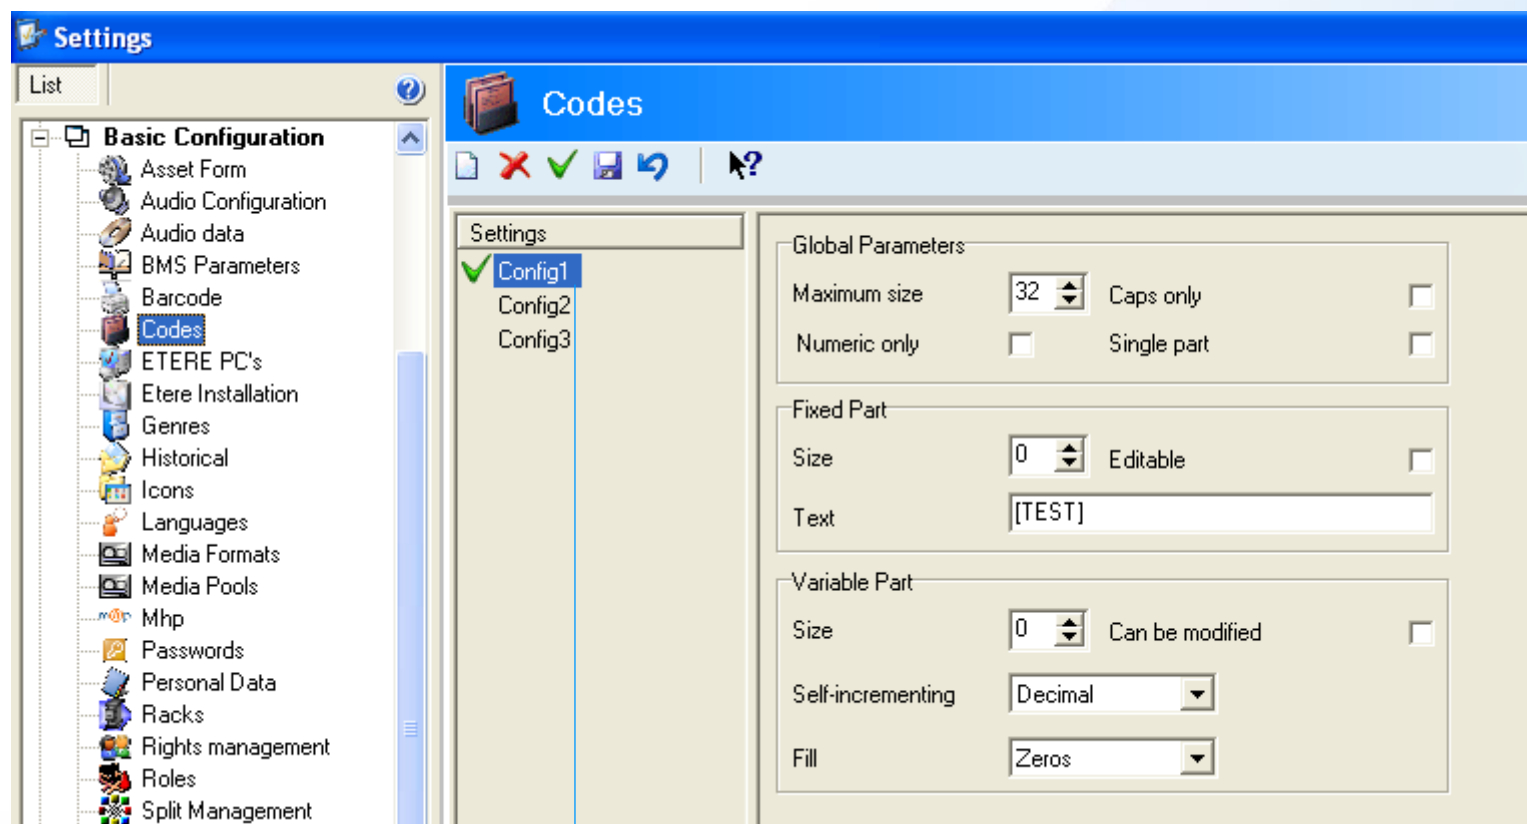 Settings
List
Basic Configuration
Asset Form
Audio Configuration
Audio data
BMS Parameters
Barcode
Codes
ETERE PC's
Etere Installation
Genres
Historical
Icons
Languages
Media Formats
Media Pools
Mhp
Passwords
Personal Data
Racks
Rights management
Roles
Split Management
Codes
Settings
Config1
Config2
Config3
Global Parameters
Maximum size 32 Caps only
Numeric only Single part
Fixed Part
Size 0 Editable
Text [TEST]
Variable Part
Size 0 Can be modified
Self-incrementing Decimal
Fill Zeros